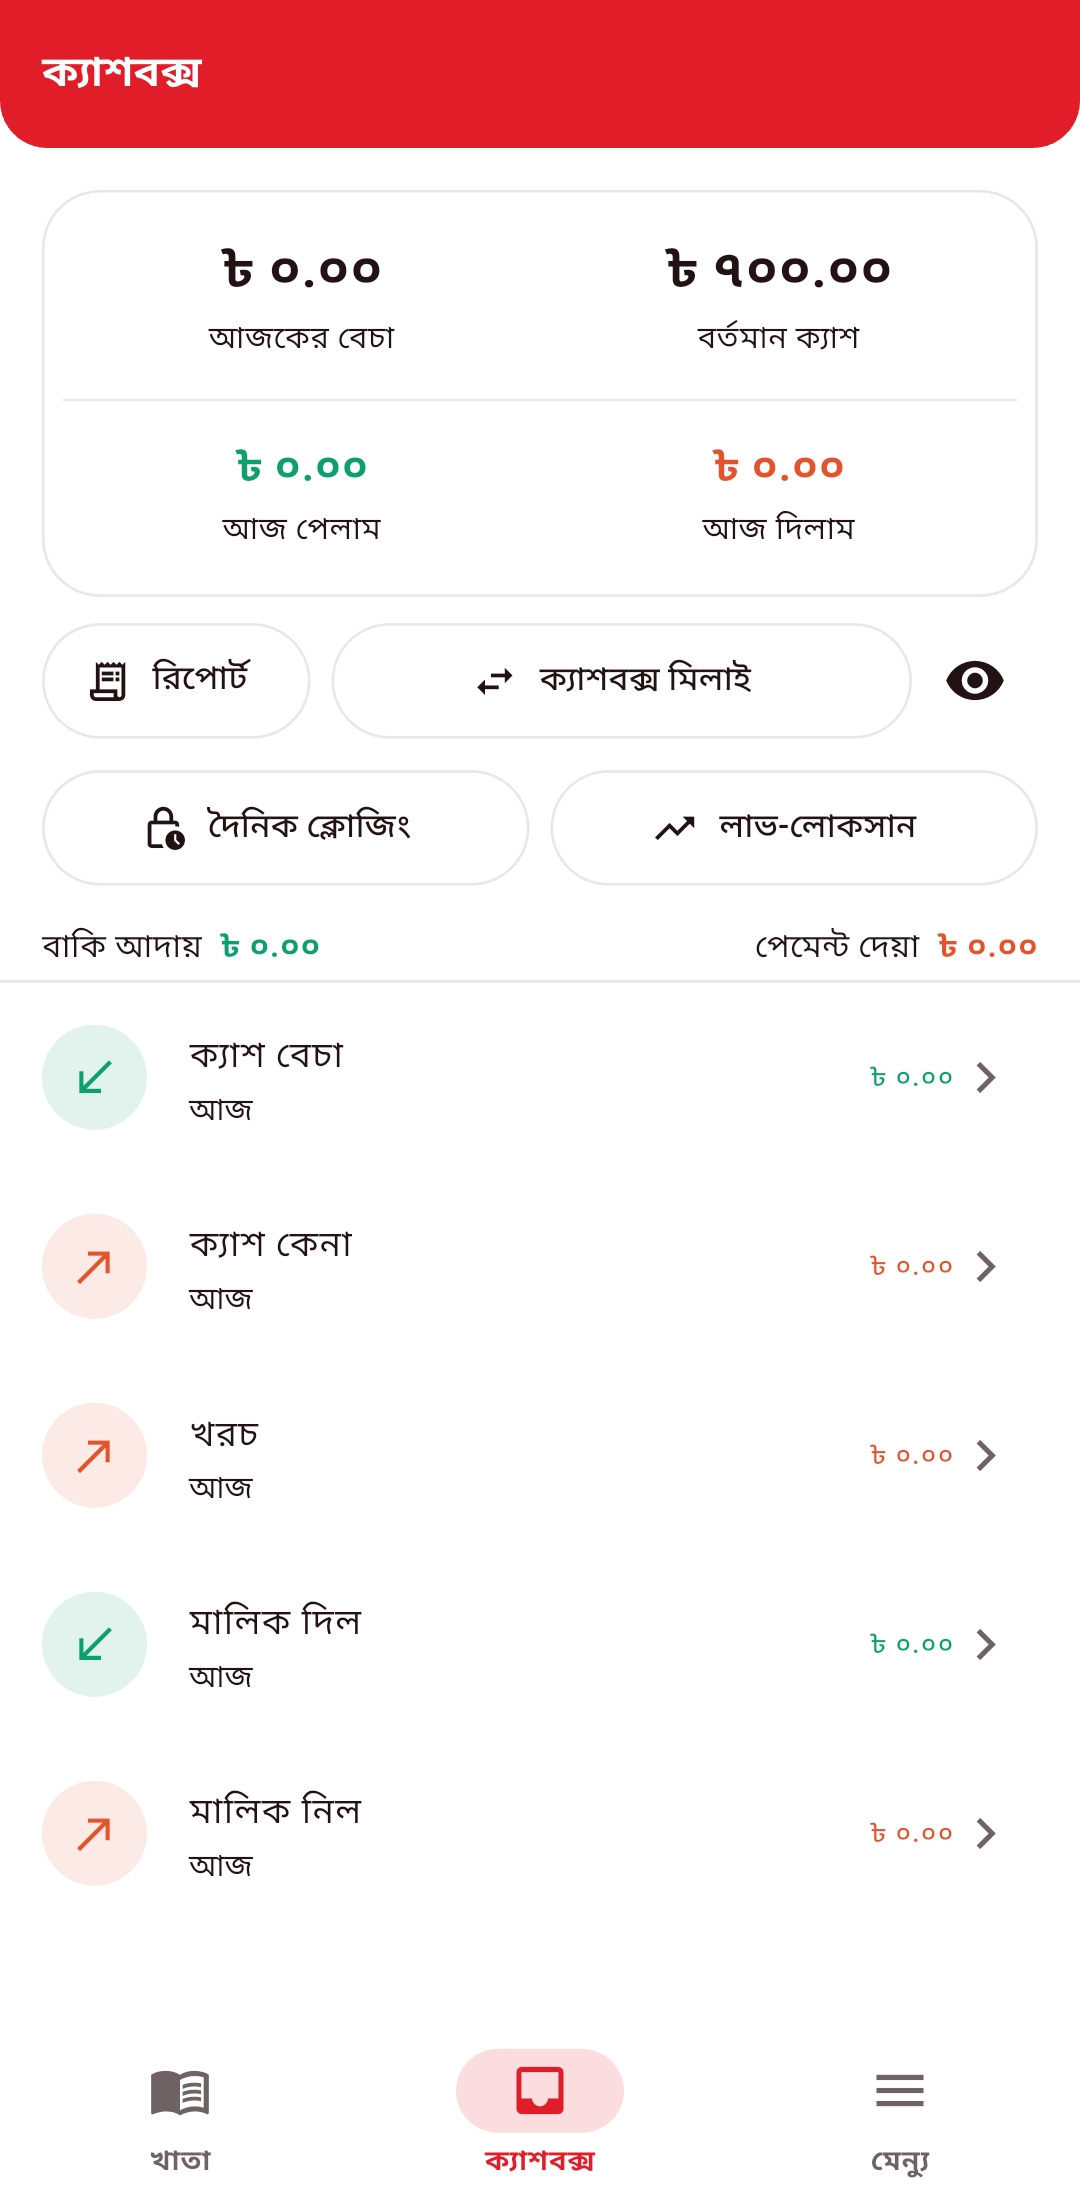 ক্যাশবক্স
৳ ০.০০
৳ ৭০০.০০
আজকের বেচা
বর্তমান ক্যাশ
৳ ০.০০
৳ ০.০০
আজ পেলাম
আজ দিলাম
রিপোর্ট
ক্যাশবক্স মিলাই
দৈনিক ক্লোজিং
লাভ-লোকসান
বাকি আদায় ৳ ০.০০
পেমেন্ট দেয়া ৳ ০.০০
ক্যাশ বেচা
আজ
৳ ০.০০
ক্যাশ কেনা
আজ
৳ ০.০০
খরচ
আজ
৳ ০.০০
মালিক দিল
আজ
৳ ০.০০
মালিক নিল
আজ
৳ ০.০০
খাতা
ক্যাশবক্স
মেন্যু